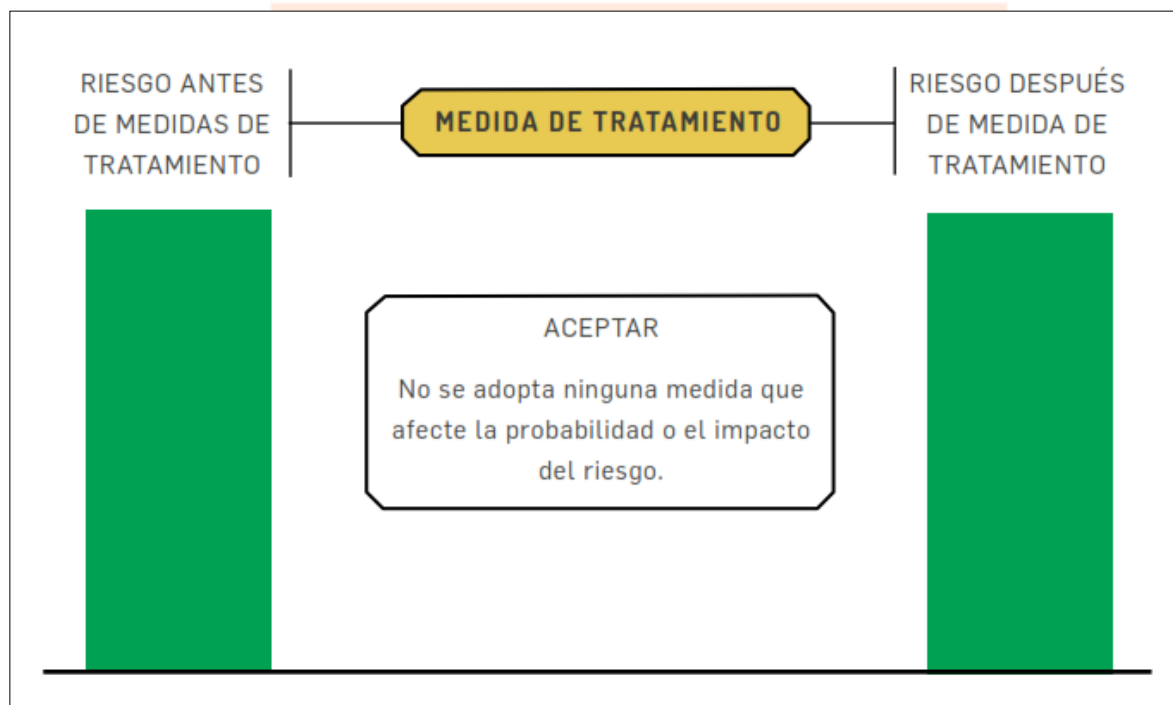 RIESGO ANTES
DE MEDIDAS DE
TRATAMIENTO
MEDIDA DE TRATAMIENTO
RIESGO DESPUÉS
DE MEDIDA DE
TRATAMIENTO
ACEPTAR
No se adopta ninguna medida que
afecte la probabilidad o el impacto
del riesgo.